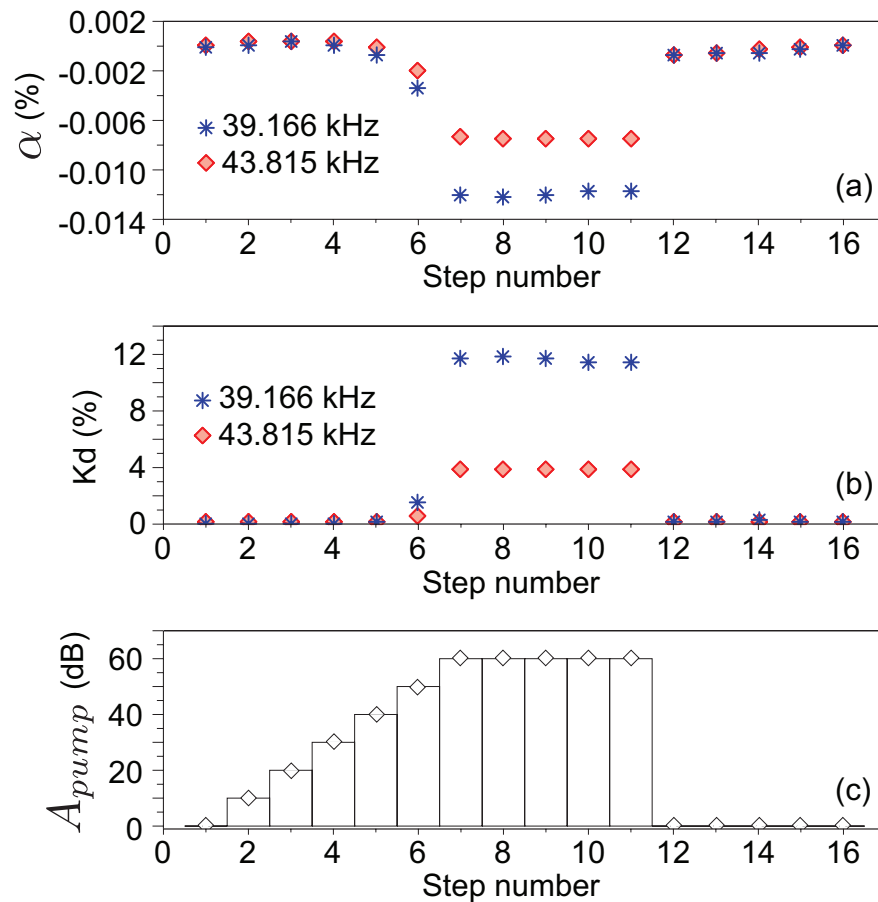 0.002
-0.002
-0.006
-0.010
-0.014
α (%)
39.166 kHz
43.815 kHz
(a)
0 2 4 6 8 10 12 14 16
Step number
12
8
4
0
Kd (%)
39.166 kHz
43.815 kHz
(b)
0 2 4 6 8 10 12 14 16
Step number
60
40
20
0
A_pump (dB)
(c)
0 2 4 6 8 10 12 14 16
Step number